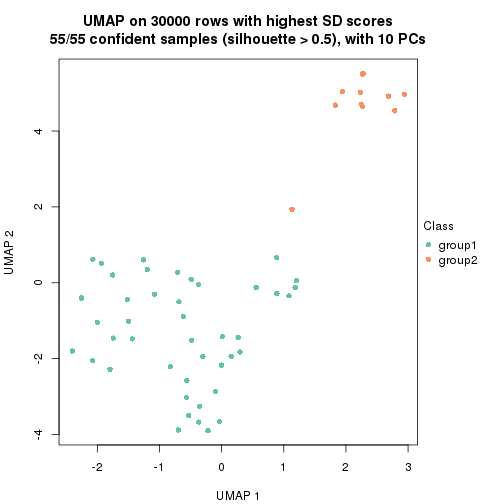 UMAP on 30000 rows with highest SD scores
55/55 confident samples (silhouette > 0.5), with 10 PCs
4
2
0
-2
-4
UMAP 2
Class
group1
group2
-2 -1 0 1 2 3
UMAP 1